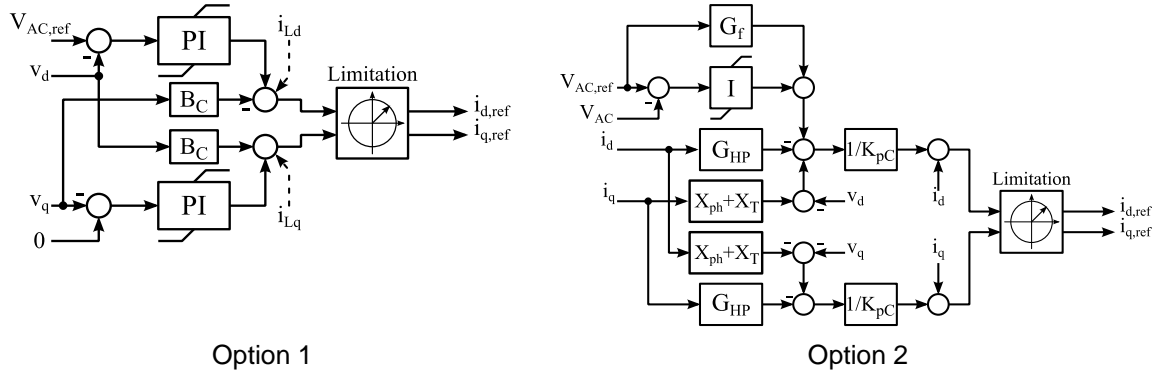 V_AC,ref
PI
i_Ld
-
v_d
B_C
-
Limitation
i_d,ref
i_q,ref
B_C
-
v_q
PI
i_Lq
0
Option 1
G_f
V_AC,ref
I
-
V_AC
i_d
G_HP
-
1/K_pC
i_d
i_q
X_ph+X_T
-
v_d
Limitation
i_d,ref
i_q,ref
X_ph+X_T
-
-
v_q
i_q
G_HP
-
1/K_pC
Option 2